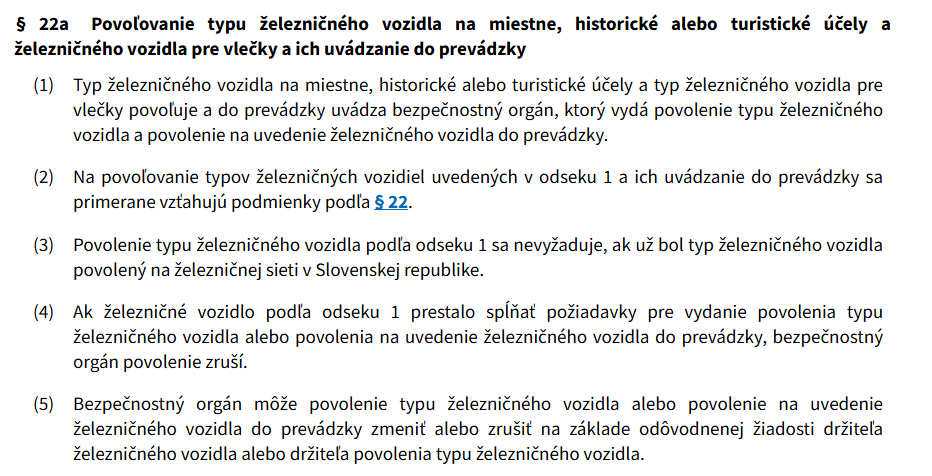 § 22a Povoľovanie typu železničného vozidla na miestne, historické alebo turistické účely a
železničného vozidla pre vlečky a ich uvádzanie do prevádzky
(1) Typ železničného vozidla na miestne, historické alebo turistické účely a typ železničného vozidla pre
vlečky povoľuje a do prevádzky uvádza bezpečnostný orgán, ktorý vydá povolenie typu železničného
vozidla a povolenie na uvedenie železničného vozidla do prevádzky.
(2) Na povoľovanie typov železničných vozidiel uvedených v odseku 1 a ich uvádzanie do prevádzky sa
primerane vzťahujú podmienky podľa § 22.
(3) Povolenie typu železničného vozidla podľa odseku 1 sa nevyžaduje, ak už bol typ železničného vozidla
povolený na železničnej sieti v Slovenskej republike.
(4) Ak železničné vozidlo podľa odseku 1 prestalo spĺňať požiadavky pre vydanie povolenia typu
železničného vozidla alebo povolenia na uvedenie železničného vozidla do prevádzky, bezpečnostný
orgán povolenie zruší.
(5) Bezpečnostný orgán môže povolenie typu železničného vozidla alebo povolenie na uvedenie
železničného vozidla do prevádzky zmeniť alebo zrušiť na základe odôvodnenej žiadosti držiteľa
železničného vozidla alebo držiteľa povolenia typu železničného vozidla.